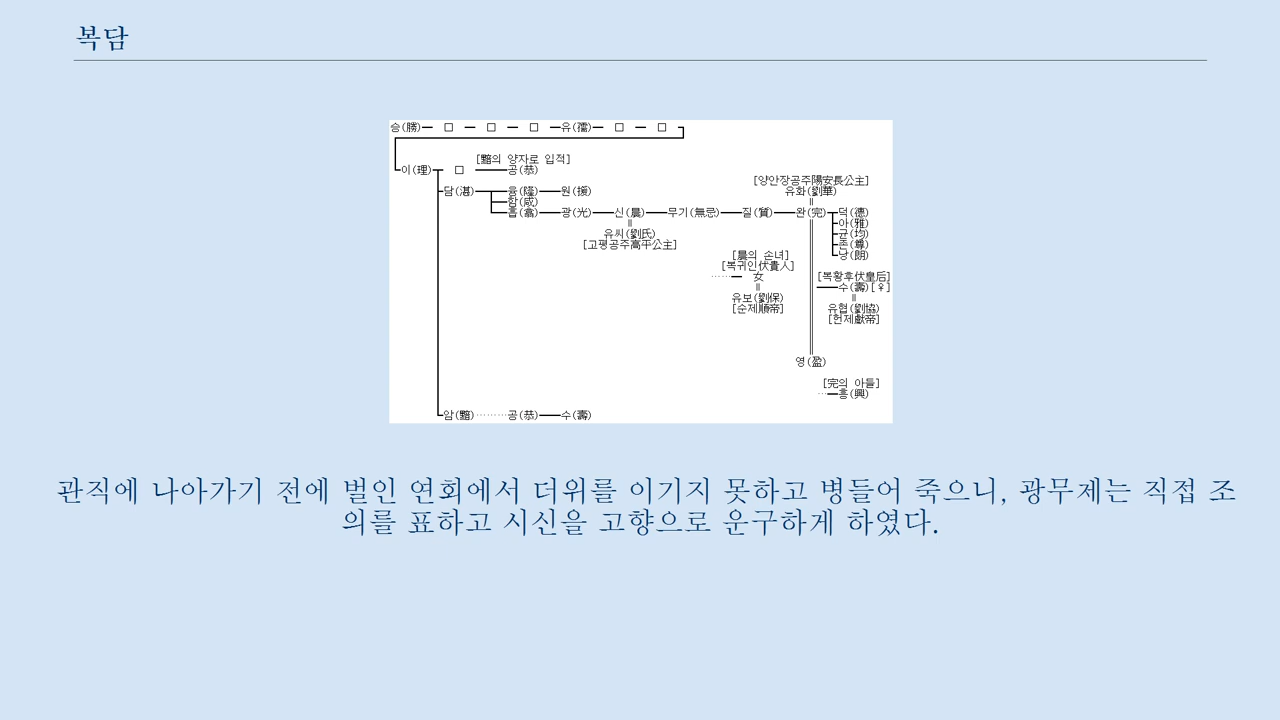 복담
승(勝) □ □ □ 유(孺) □ □
[黯의 양자로 입적]
이(理) □ 공(恭)
[양안장공주陽安長公主]
담(湛) 융(隆) 원(援) 유화(劉華)
함(咸)
흡(翕) 광(光) 신(晨) 무기(無忌) 질(質) 완(完) 덕(德)
아(雅)
유씨(劉氏) 균(均)
[고평공주高平公主] 존(尊)
[晨의 손녀] 낭(朗)
[복귀인伏貴人]
女 [복황후伏皇后]
수(壽)[♀]
유보(劉保)
[순제順帝] 유협(劉協)
[헌제獻帝]
영(盈)
[完의 아들]
흥(興)
암(黯) 공(恭) 수(壽)
관직에 나아가기 전에 벌인 연회에서 더위를 이기지 못하고 병들어 죽으니, 광무제는 직접 조
의를 표하고 시신을 고향으로 운구하게 하였다.